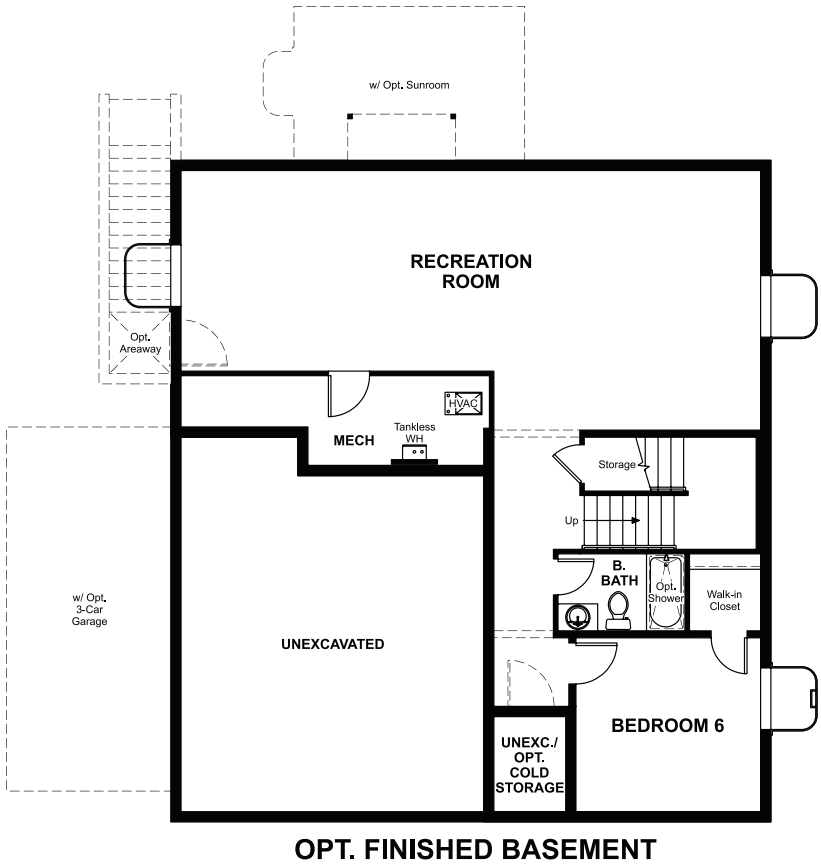 w/ Opt. Sunroom
RECREATION
ROOM
Opt.
Areaway
HVAC
Tankless
WH
MECH
Storage
Up
B.
BATH
Opt.
Shower
Walk-in
Closet
w/ Opt.
3-Car
Garage
UNEXCAVATED
BEDROOM 6
UNEXC./
OPT.
COLD
STORAGE
OPT. FINISHED BASEMENT